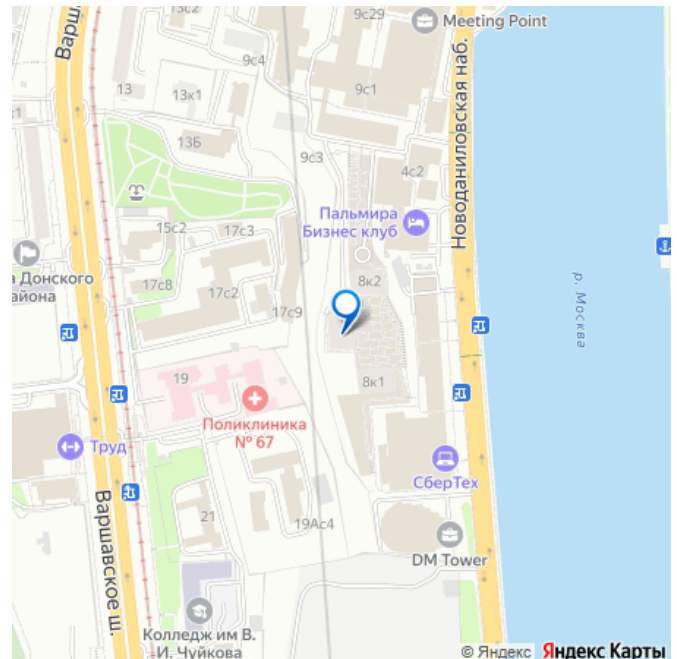 9с29
Meeting Point
Варш
9с4
9с1
13
13к1
к1
13Б
9с3
4с2
Новоданиловская наб.
Пальмира
Бизнес клуб
15с2
17с3
а Донского
района
17с8
17с2
8к2
17с9
р. Москва
19
8к1
Поликлиника
№ 67
Труд
СберТех
Варшавское ш.
21
19Ас4
DM Tower
Колледж им В.
И. Чуйкова
© Яндекс Яндекс Карты